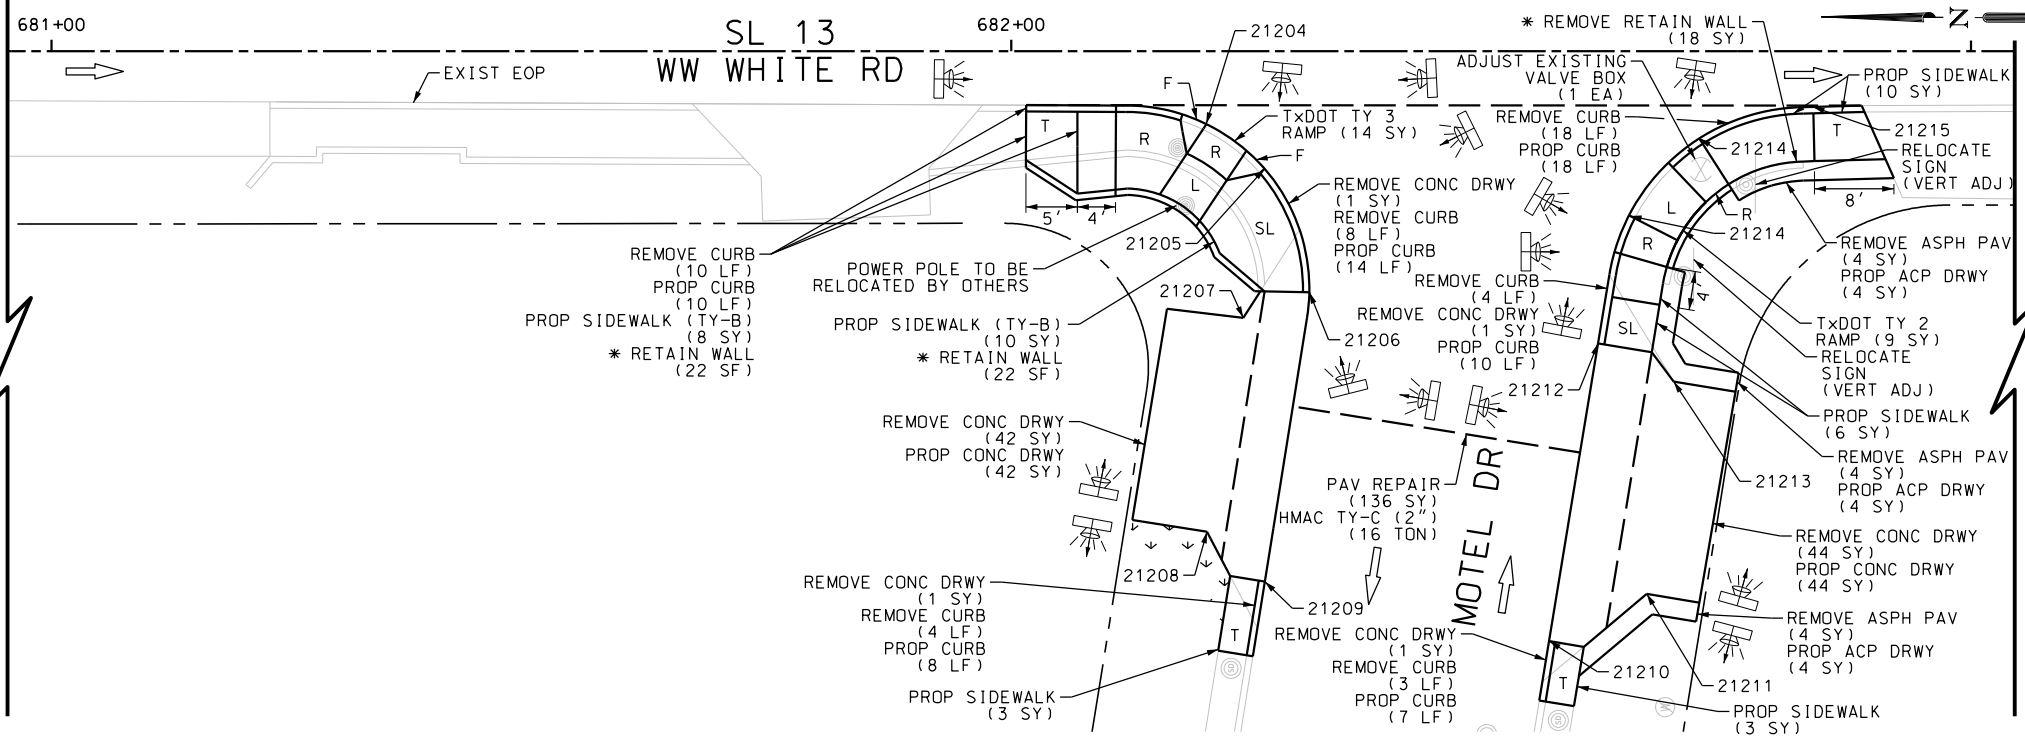 681+00
SL 13
WW WHITE RD
682+00
EXIST EOP
21204
* REMOVE RETAIN WALL
(18 SY)
N
ADJUST EXISTING
VALVE BOX
(1 EA)
PROP SIDEWALK
(10 SY)
F
TxDOT TY 3
RAMP (14 SY)
F
REMOVE CURB
(18 LF)
PROP CURB
(18 LF)
21214
21215
RELOCATE
SIGN
(VERT ADJ)
T
R
R
L
SL
T
L
R
R
SL
5'
4'
8'
4'
REMOVE CONC DRWY
(1 SY)
REMOVE CURB
(8 LF)
PROP CURB
(14 LF)
21205
21214
REMOVE CURB
(10 LF)
PROP CURB
(10 LF)
PROP SIDEWALK (TY-B)
(8 SY)
* RETAIN WALL
(22 SF)
POWER POLE TO BE
RELOCATED BY OTHERS
PROP SIDEWALK (TY-B)
(10 SY)
* RETAIN WALL
(22 SF)
21207
21206
REMOVE CURB
(4 LF)
REMOVE CONC DRWY
(1 SY)
PROP CURB
(10 LF)
21212
REMOVE ASPH PAV
(4 SY)
PROP ACP DRWY
(4 SY)
TxDOT TY 2
RAMP (9 SY)
RELOCATE
SIGN
(VERT ADJ)
PROP SIDEWALK
(6 SY)
REMOVE ASPH PAV
(4 SY)
PROP ACP DRWY
(4 SY)
21213
REMOVE CONC DRWY
(42 SY)
PROP CONC DRWY
(42 SY)
PAV REPAIR
(136 SY)
HMAC TY-C (2")
(16 TON)
MOTEL DR
REMOVE CONC DRWY
(44 SY)
PROP CONC DRWY
(44 SY)
21208
21209
REMOVE CONC DRWY
(1 SY)
REMOVE CURB
(4 LF)
PROP CURB
(8 LF)
T
PROP SIDEWALK
(3 SY)
REMOVE CONC DRWY
(1 SY)
REMOVE CURB
(3 LF)
PROP CURB
(7 LF)
T
21210
21211
REMOVE ASPH PAV
(4 SY)
PROP ACP DRWY
(4 SY)
PROP SIDEWALK
(3 SY)